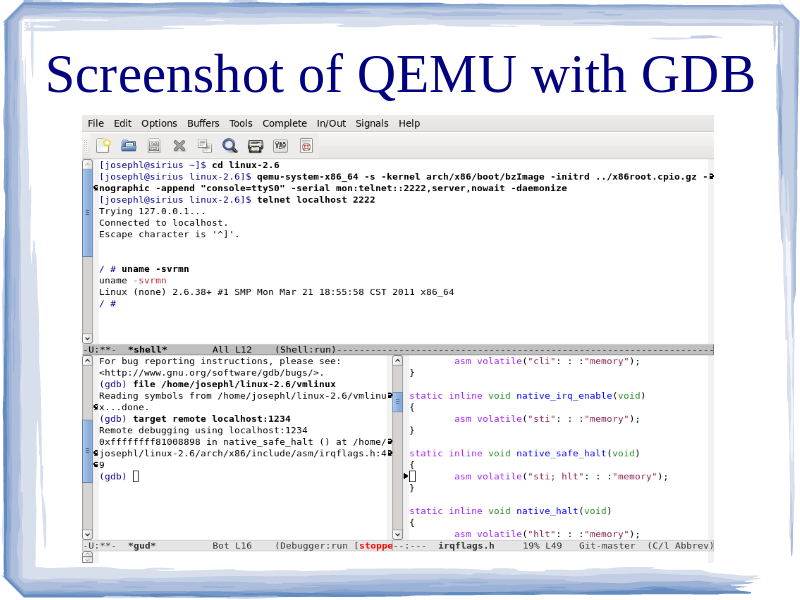 Screenshot of QEMU with GDB
File Edit Options Buffers Tools Complete In/Out Signals Help
[josephl@sirius ~]$ cd linux-2.6
[josephl@sirius linux-2.6]$ qemu-system-x86_64 -s -kernel arch/x86/boot/bzImage -initrd ../x86root.cpio.gz -
nographic -append "console=ttyS0" -serial mon:telnet::2222,server,nowait -daemonize
[josephl@sirius linux-2.6]$ telnet localhost 2222
Trying 127.0.0.1...
Connected to localhost.
Escape character is '^]'.
/ # uname -svrmn
uname -svrmn
Linux (none) 2.6.38+ #1 SMP Mon Mar 21 18:55:58 CST 2011 x86_64
/ #
-U:**- *shell* All L12 (Shell:run)
For bug reporting instructions, please see:
<http://www.gnu.org/software/gdb/bugs/>.
(gdb) file /home/josephl/linux-2.6/vmlinux
Reading symbols from /home/josephl/linux-2.6/vmlinu
x...done.
(gdb) target remote localhost:1234
Remote debugging using localhost:1234
0xffffffff81008898 in native_safe_halt () at /home/
josephl/linux-2.6/arch/x86/include/asm/irqflags.h:4
9
(gdb)
-U:**- *gud* Bot L16 (Debugger:run [stoppe
asm volatile("cli": : :"memory");
}
static inline void native_irq_enable(void)
{
asm volatile("sti": : :"memory");
}
static inline void native_safe_halt(void)
{
asm volatile("sti; hlt": : :"memory");
}
static inline void native_halt(void)
{
asm volatile("hlt": : :"memory");
--:--- irqflags.h 19% L49 Git-master (C/l Abbrev)